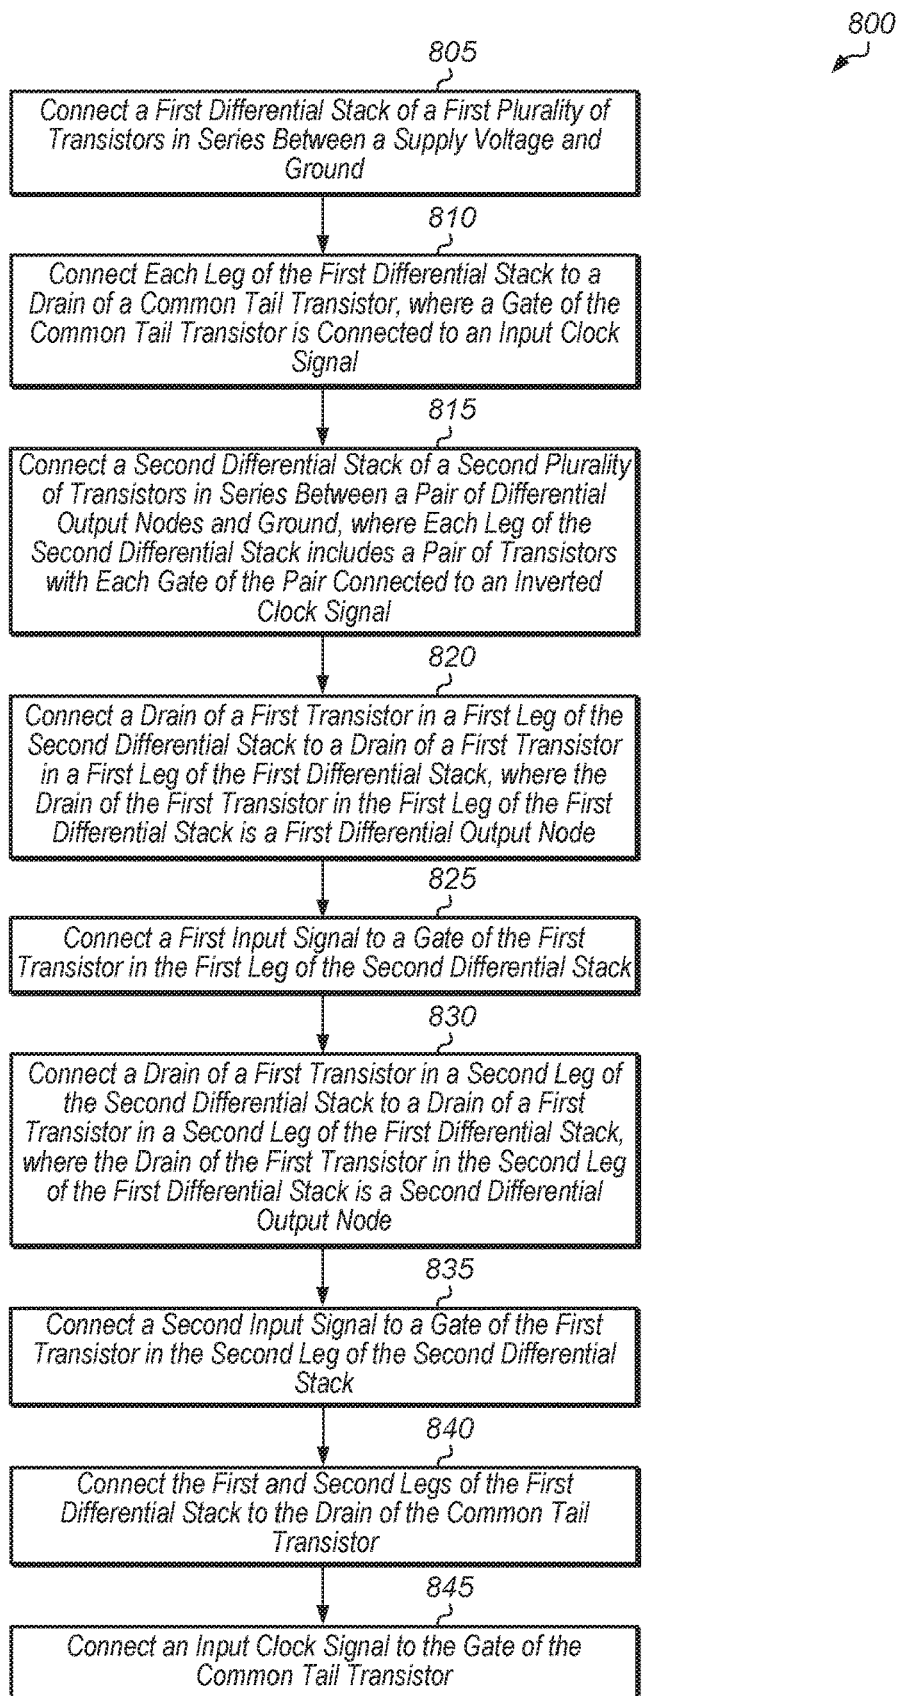 800
805
Connect a First Differential Stack of a First Plurality of
Transistors in Series Between a Supply Voltage and
Ground
810
Connect Each Leg of the First Differential Stack to a
Drain of a Common Tail Transistor, where a Gate of the
Common Tail Transistor is Connected to an Input Clock
Signal
815
Connect a Second Differential Stack of a Second Plurality
of Transistors in Series Between a Pair of Differential
Output Nodes and Ground, where Each Leg of the
Second Differential Stack includes a Pair of Transistors
with Each Gate of the Pair Connected to an Inverted
Clock Signal
820
Connect a Drain of a First Transistor in a First Leg of the
Second Differential Stack to a Drain of a First Transistor
in a First Leg of the First Differential Stack, where the
Drain of the First Transistor in the First Leg of the First
Differential Stack is a First Differential Output Node
825
Connect a First Input Signal to a Gate of the First
Transistor in the First Leg of the Second Differential Stack
830
Connect a Drain of a First Transistor in a Second Leg of
the Second Differential Stack to a Drain of a First
Transistor in a Second Leg of the First Differential Stack,
where the Drain of the First Transistor in the Second Leg
of the First Differential Stack is a Second Differential
Output Node
835
Connect a Second Input Signal to a Gate of the First
Transistor in the Second Leg of the Second Differential
Stack
840
Connect the First and Second Legs of the First
Differential Stack to the Drain of the Common Tail
Transistor
845
Connect an Input Clock Signal to the Gate of the
Common Tail Transistor